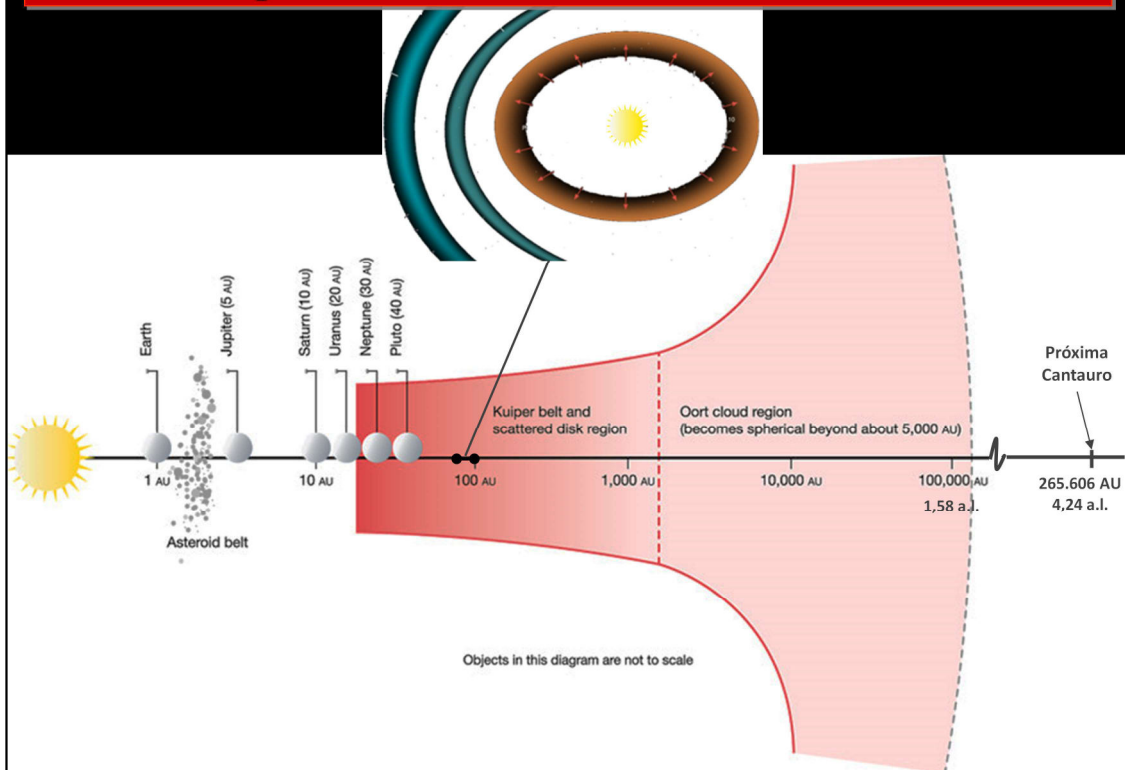 Earth
Jupiter (5 AU)
Saturn (10 AU)
Uranus (20 AU)
Neptune (30 AU)
Pluto (40 AU)
Próxima
Cantauro
Kuiper belt and
scattered disk region
Oort cloud region
(becomes spherical beyond about 5,000 AU)
1 AU
10 AU
100 AU
1,000 AU
10,000 AU
100,000 AU
1,58 a.l.
265.606 AU
4,24 a.l.
Asteroid belt
Objects in this diagram are not to scale